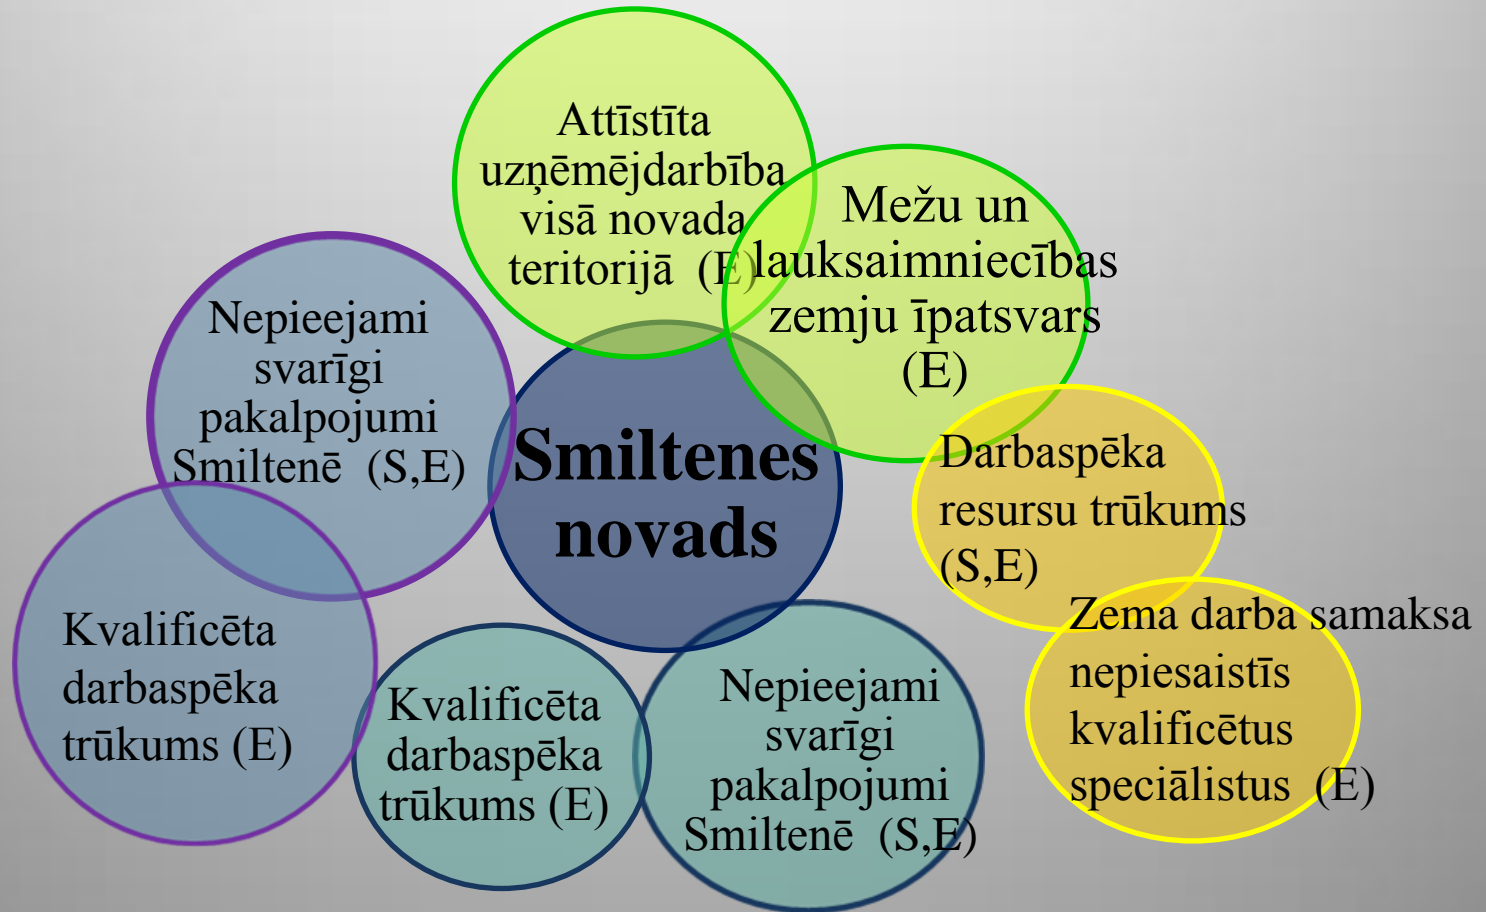 Attīstīta
uzņēmējdarbība
visā novada
teritorijā (E)
Mežu un
lauksaimniecības
zemju īpatsvars
(E)
Nepieejami
svarīgi
pakalpojumi
Smiltenē (S,E)
Smiltenes
novads
Darbaspēka
resursu trūkums
(S,E)
Zema darba samaksa
nepiesaistīs
kvalificētus
speciālistus (E)
Kvalificēta
darbaspēka
trūkums (E)
Kvalificēta
darbaspēka
trūkums (E)
Nepieejami
svarīgi
pakalpojumi
Smiltenē (S,E)